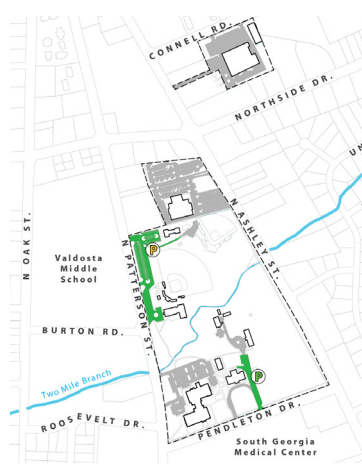 CONNELL RD.
NORTHSIDE DR.
UN
N OAK ST.
N PATTERSON ST.
N ASHLEY ST.
P
Valdosta
Middle
School
BURTON RD.
Two Mile Branch
P
ROOSEVELT DR.
PENDLETON DR.
South Georgia
Medical Center